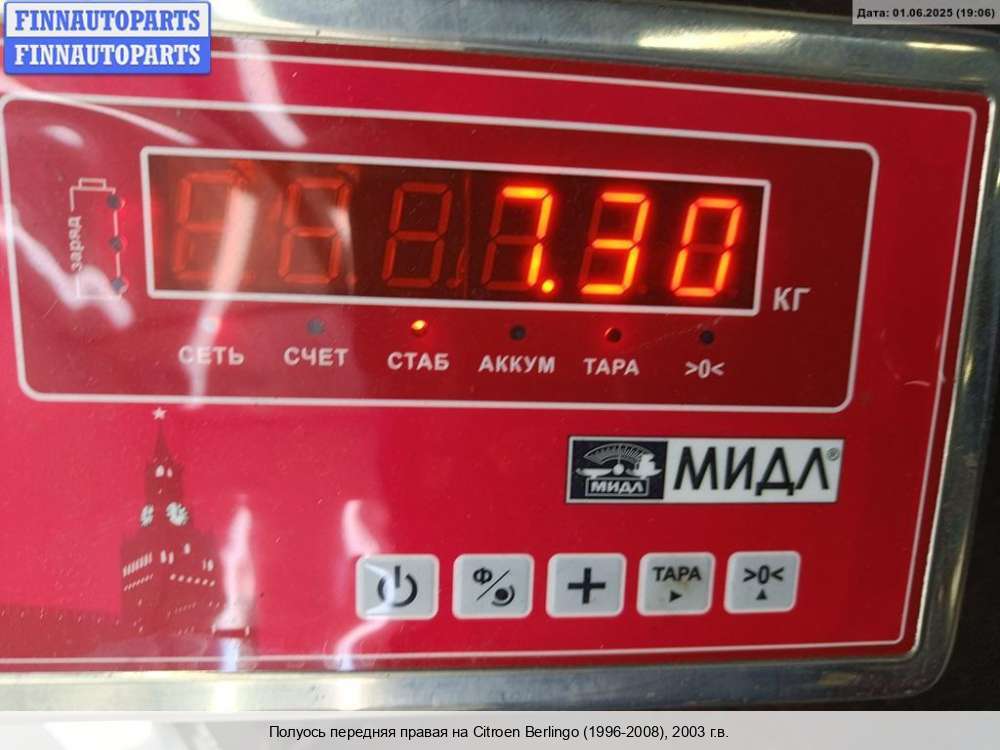 FINNAUTOPARTS
FINNAUTOPARTS
Дата: 01.06.2025 (19:06)
заряд
7.30
КГ
СЕТЬ СЧЕТ СТАБ АККУМ ТАРА >0<
МИДЛ МИДЛ®
Ф ТАРА >0<
Полуось передняя правая на Citroen Berlingo (1996-2008), 2003 г.в.